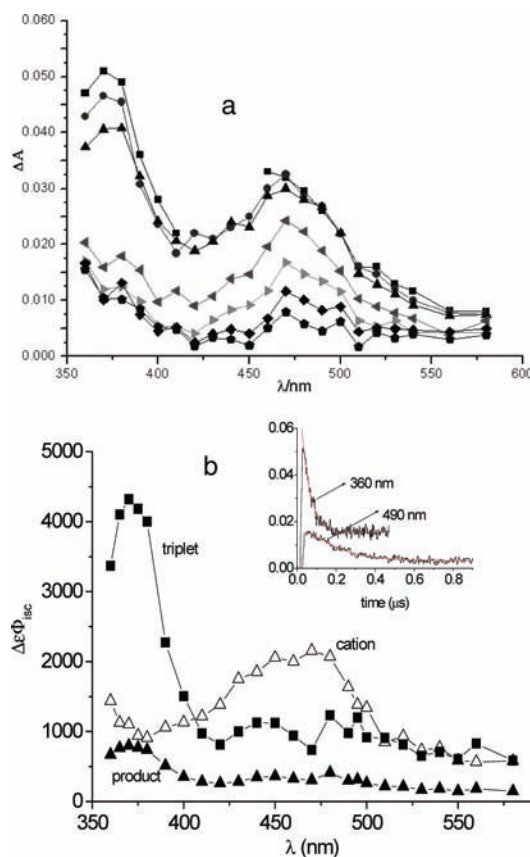 a
0.060
0.050
0.040
0.030
0.020
0.010
0.000
ΔA
350 400 450 500 550 600
λ/nm
b
5000
4000
3000
2000
1000
0
ΔεΦisc
triplet
cation
product
0.06
0.04
0.02
0.00
360 nm
490 nm
0.0 0.2 0.4 0.6 0.8
time (μs)
350 400 450 500 550
λ (nm)